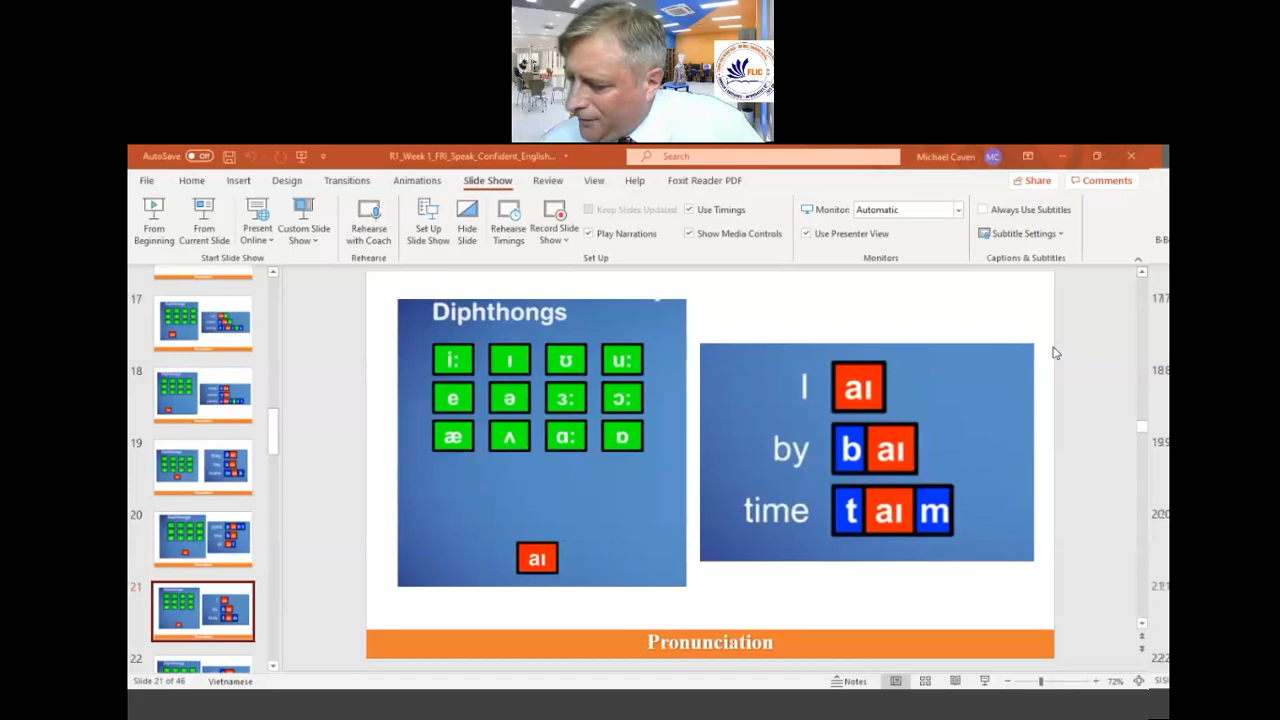 FLIC
AutoSave Off
R1_Week 1_FRI_Speak_Confident_English...
Search
Michael Caven
MC
File Home Insert Design Transitions Animations Slide Show Review View Help Foxit Reader PDF
Share
Comments
From Beginning
From Current Slide
Present Online
Custom Slide Show
Rehearse with Coach
Set Up Slide Show
Hide Slide
Rehearse Timings
Record Slide Show
Keep Slides Updated
Play Narrations
Use Timings
Show Media Controls
Monitor: Automatic
Use Presenter View
Always Use Subtitles
Subtitle Settings
Start Slide Show
Rehearse
Set Up
Monitors
Captions & Subtitles
17
18
19
20
21
22
Diphthongs
i: ɪ ʊ u:
e ə ɜ: ɔ:
æ ʌ ɑ: ɒ
aɪ
I aɪ
by b aɪ
time t aɪ m
Pronunciation
Slide 21 of 46
Vietnamese
Notes
72%